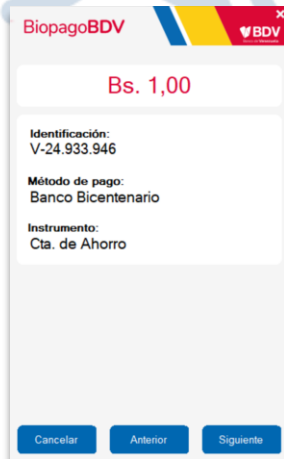 BiopagoBDV
BDV
Bs. 1,00
Identificación:
V-24.933.946
Método de pago:
Banco Bicentenario
Instrumento:
Cta. de Ahorro
Cancelar
Anterior
Siguiente